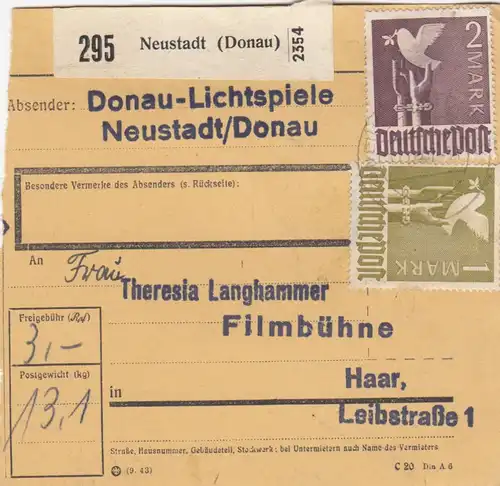 295 Neustadt (Donau) 2354
2 MARK
Deutsche Post
Absender: Donau-Lichtspiele
Neustadt/Donau
Besondere Vermerke des Absenders (s. Rückseite):
Deutsche Post
1 MARK
An Frau
Theresia Langhammer
Filmbühne
Freigebühr (RM)
3,-
Postgewicht (kg)
13,1
in Haar,
Leibstraße 1
Straße, Hausnummer, Gebäudeteil, Stockwerk; bei Untermietern auch Name des Vermieters
(9. 43) C 20 Din A 6